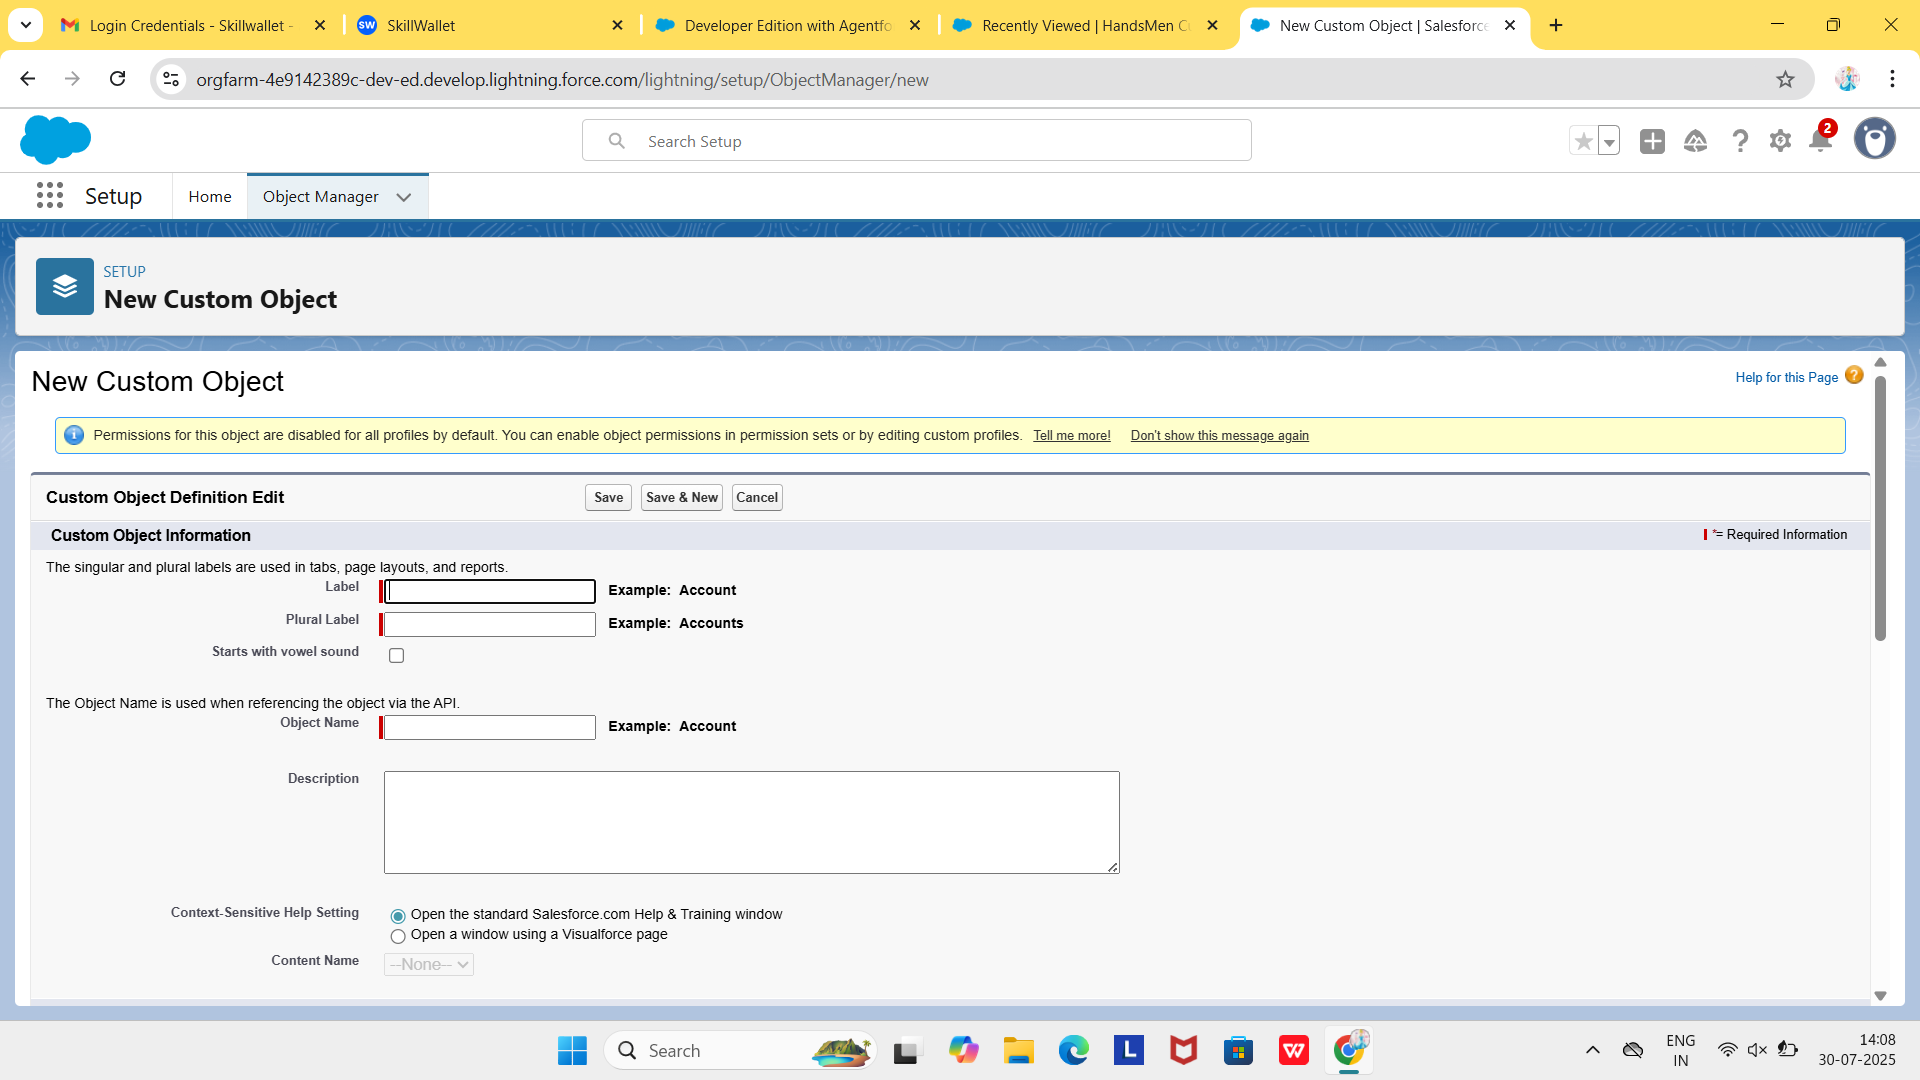 Login Credentials - Skillwallet -
SW SkillWallet
Developer Edition with Agentfo
Recently Viewed | HandsMen C
New Custom Object | Salesforce
orgfarm-4e9142389c-dev-ed.develop.lightning.force.com/lightning/setup/ObjectManager/new
Search Setup
2
Setup Home Object Manager
SETUP
New Custom Object
New Custom Object
Help for this Page ?
Permissions for this object are disabled for all profiles by default. You can enable object permissions in permission sets or by editing custom profiles. Tell me more! Don't show this message again
Custom Object Definition Edit Save Save & New Cancel
Custom Object Information *= Required Information
The singular and plural labels are used in tabs, page layouts, and reports.
Label Example: Account
Plural Label Example: Accounts
Starts with vowel sound
The Object Name is used when referencing the object via the API.
Object Name Example: Account
Description
Context-Sensitive Help Setting Open the standard Salesforce.com Help & Training window
Open a window using a Visualforce page
Content Name --None--
Search
L
W
ENG
IN
14:08
30-07-2025